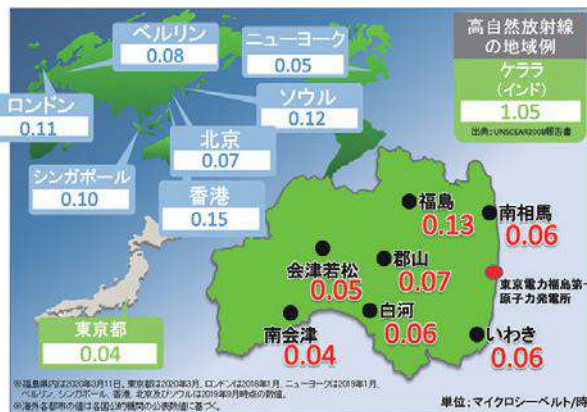 ベルリン
0.08
ニューヨーク
0.05
高自然放射線
の地域例
ケララ
(インド)
1.05
出典:UNSCEAR2008報告書
ロンドン
0.11
ソウル
0.12
北京
0.07
シンガポール
0.10
香港
0.15
福島
0.13
南相馬
0.06
会津若松
0.05
郡山
0.07
東京電力福島第一
原子力発電所
東京都
0.04
南会津
0.04
白河
0.06
いわき
0.06
※福島県内は2020年3月11日、東京都は2020年3月、ロンドンは2018年1月、ニューヨークは2019年1月、
ベルリン、シンガポール、香港、北京及びソウルは2019年9月時点の数値。
※海外各都市の値は各国公的機関の公表数値に基づく。
単位:マイクロシーベルト/時